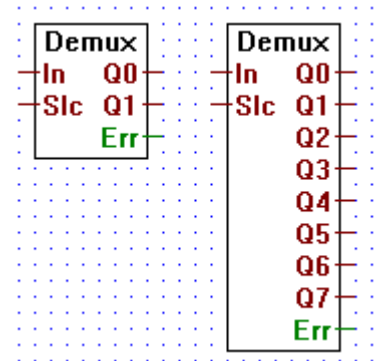 Demux
In Q0
Slc Q1
Err
Demux
In Q0
Slc Q1
Q2
Q3
Q4
Q5
Q6
Q7
Err